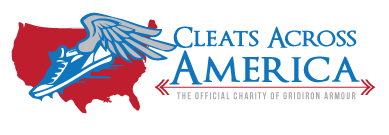 Cleats Across
America
THE OFFICIAL CHARITY OF GRIDIRON ARMOUR